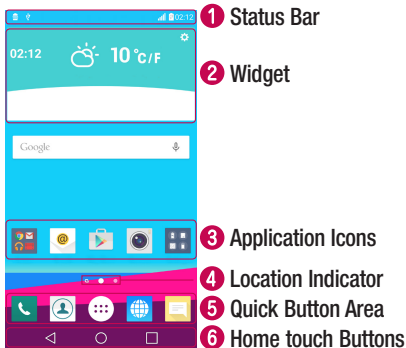 02:12
1 Status Bar
02:12 10°C/F
2 Widget
Google
@
3 Application Icons
4 Location Indicator
5 Quick Button Area
6 Home touch Buttons